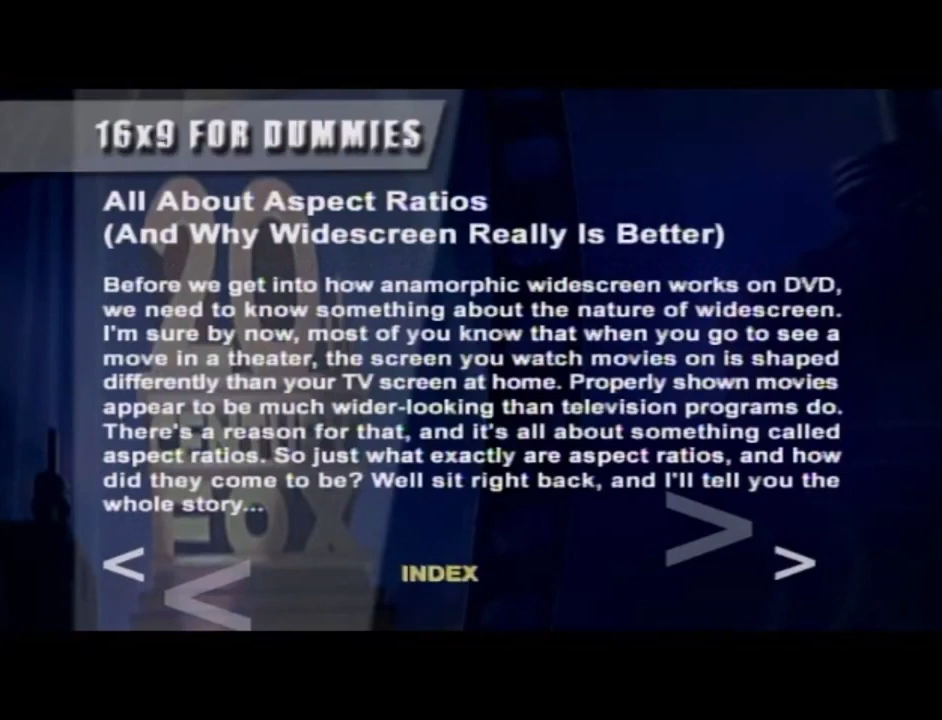 16x9 FOR DUMMIES
All About Aspect Ratios
(And Why Widescreen Really Is Better)
Before we get into how anamorphic widescreen works on DVD,
we need to know something about the nature of widescreen.
I'm sure by now, most of you know that when you go to see a
move in a theater, the screen you watch movies on is shaped
differently than your TV screen at home. Properly shown movies
appear to be much wider-looking than television programs do.
There's a reason for that, and it's all about something called
aspect ratios. So just what exactly are aspect ratios, and how
did they come to be? Well sit right back, and I'll tell you the
whole story...
< INDEX >
< >
20
FOX